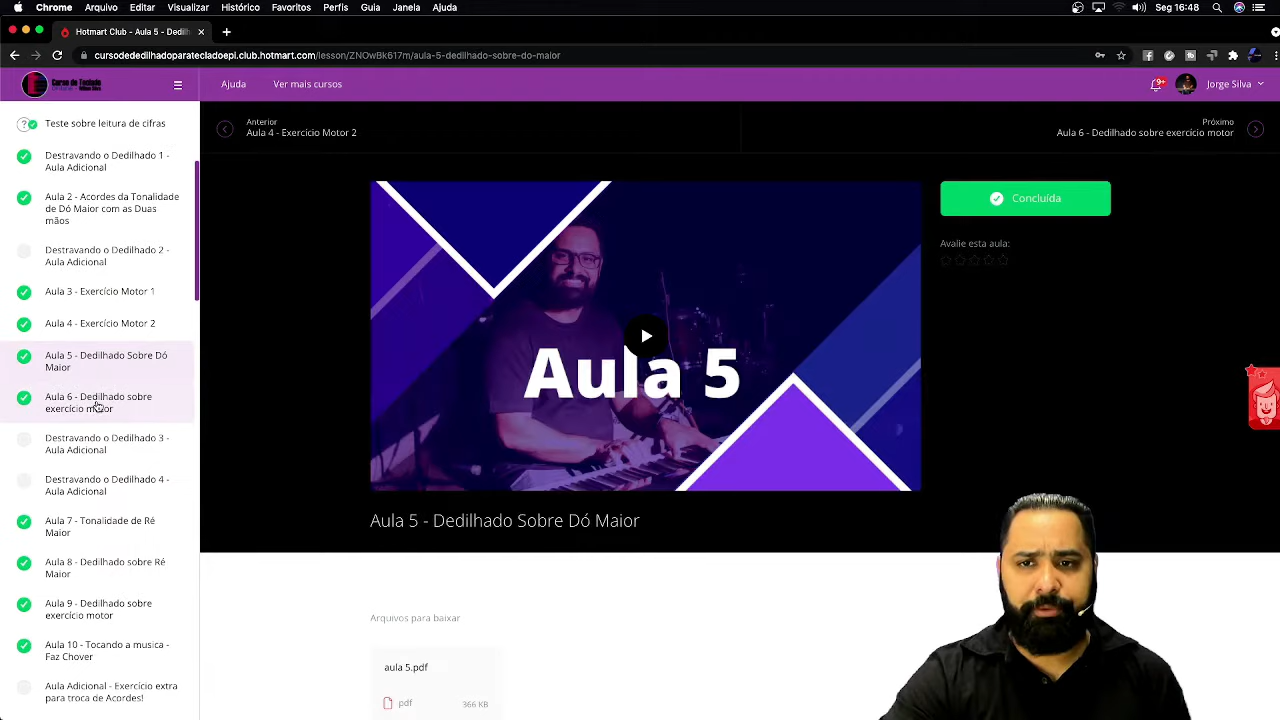 Chrome Arquivo Editar Visualizar Histórico Favoritos Perfis Guia Janela Ajuda Seg 16:48
Hotmart Club - Aula 5 - Dedilh
cursodededilhadoparatecladoepi.club.hotmart.com/lesson/ZNOwBk617m/aula-5-dedilhado-sobre-do-maior
Curso de Teclado
Ajuda Ver mais cursos
9+ Jorge Silva
Anterior
Aula 4 - Exercício Motor 2
Próximo
Aula 6 - Dedilhado sobre exercício motor
Teste sobre leitura de cifras
Destravando o Dedilhado 1 -
Aula Adicional
Aula 2 - Acordes da Tonalidade
de Dó Maior com as Duas
mãos
Destravando o Dedilhado 2 -
Aula Adicional
Aula 3 - Exercício Motor 1
Aula 4 - Exercício Motor 2
Aula 5 - Dedilhado Sobre Dó
Maior
Aula 6 - Dedilhado sobre
exercício motor
Destravando o Dedilhado 3 -
Aula Adicional
Destravando o Dedilhado 4 -
Aula Adicional
Aula 7 - Tonalidade de Ré
Maior
Aula 8 - Dedilhado sobre Ré
Maior
Aula 9 - Dedilhado sobre
exercício motor
Aula 10 - Tocando a musica -
Faz Chover
Aula Adicional - Exercício extra
para troca de Acordes!
Aula 5
Concluída
Avalie esta aula:
Aula 5 - Dedilhado Sobre Dó Maior
Arquivos para baixar
aula 5.pdf
pdf 366 KB